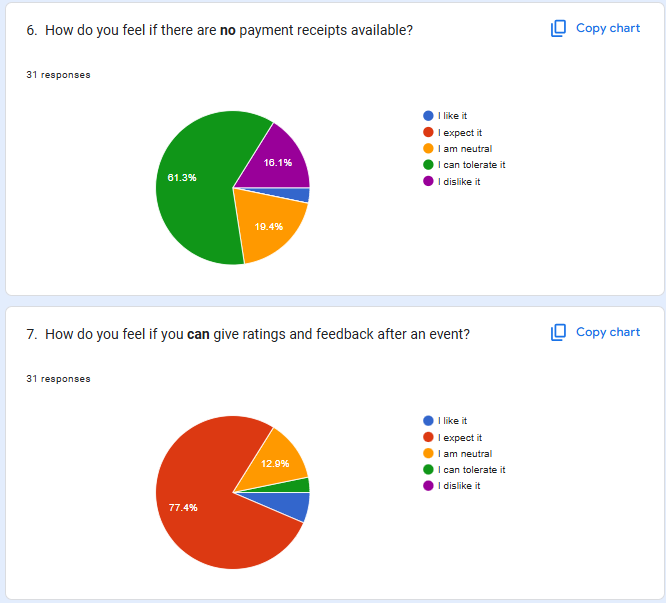 6. How do you feel if there are no payment receipts available?
Copy chart
31 responses
I like it
I expect it
I am neutral
I can tolerate it
I dislike it
16.1%
61.3%
19.4%
7. How do you feel if you can give ratings and feedback after an event?
Copy chart
31 responses
I like it
I expect it
I am neutral
I can tolerate it
I dislike it
12.9%
77.4%